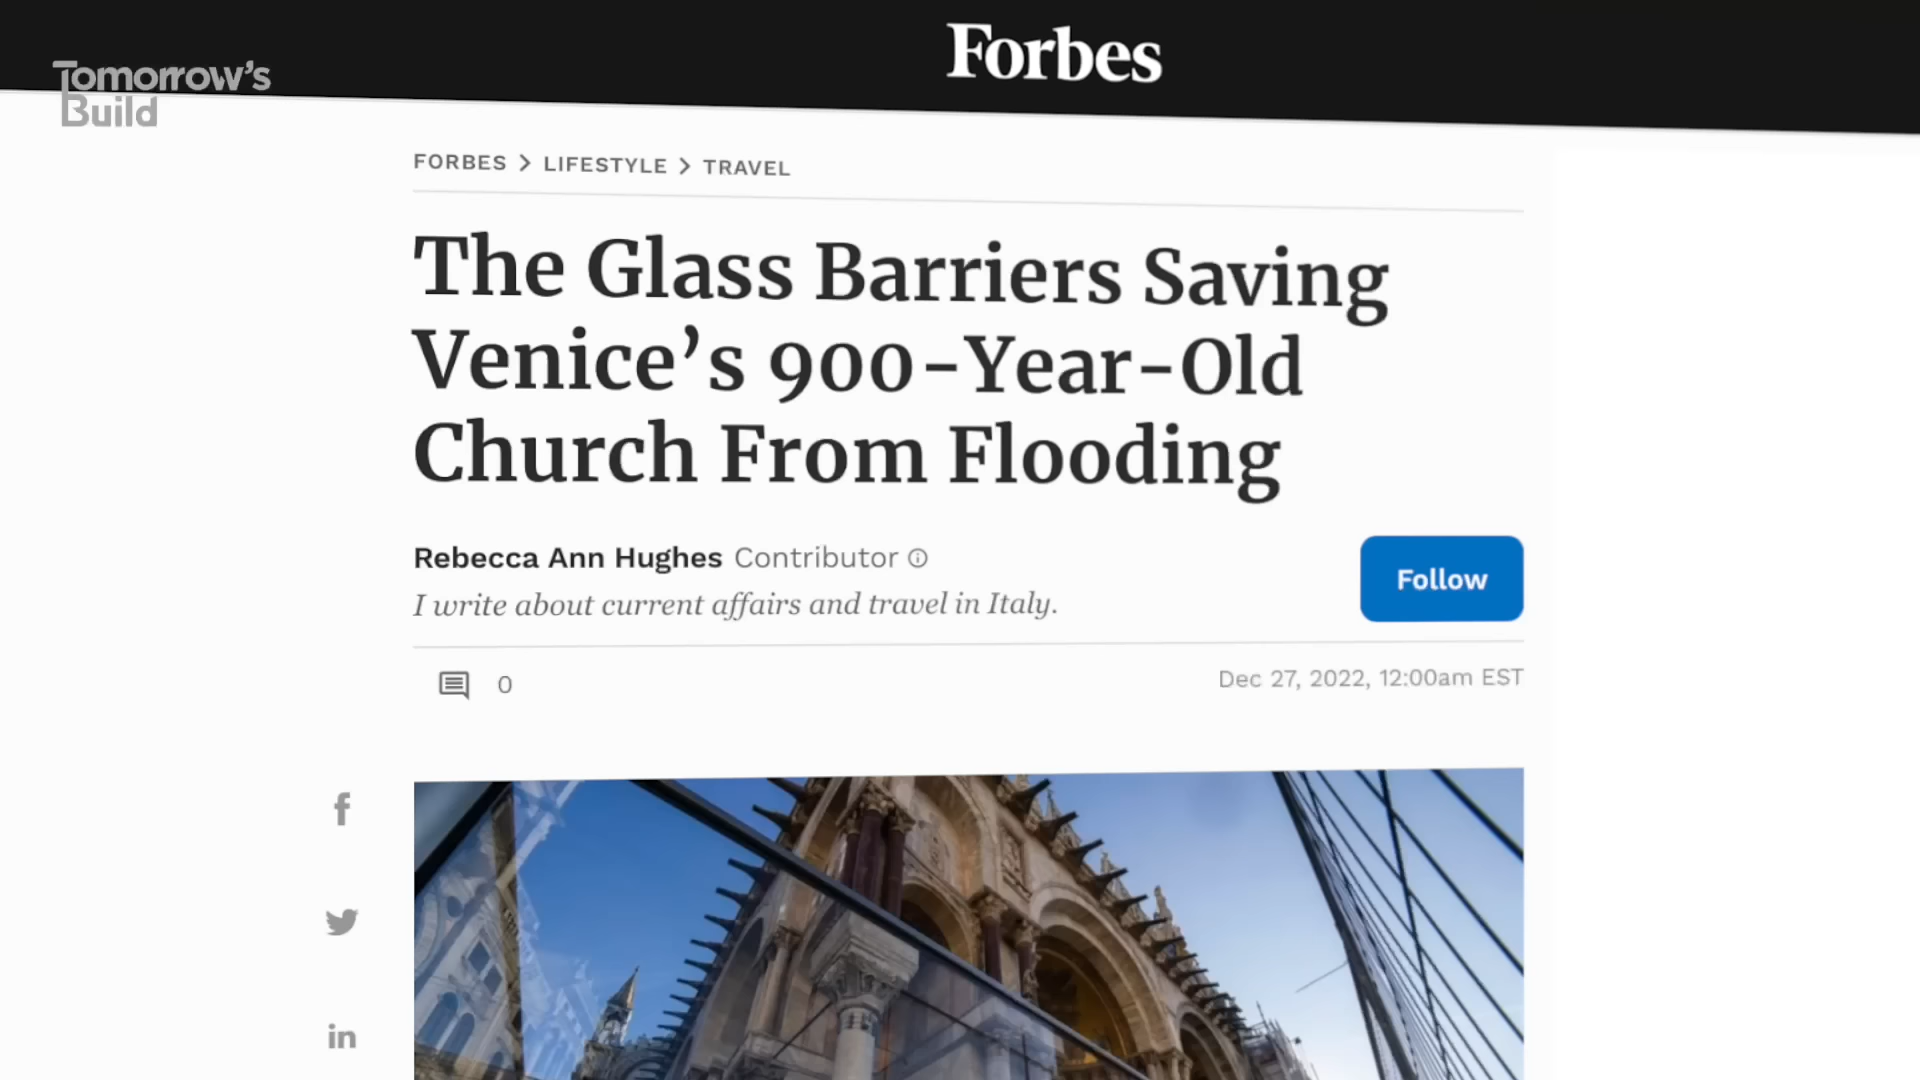 Forbes
Tomorrow's
Build
FORBES > LIFESTYLE > TRAVEL
The Glass Barriers Saving
Venice’s 900-Year-Old
Church From Flooding
Rebecca Ann Hughes Contributor
Follow
I write about current affairs and travel in Italy.
0
Dec 27, 2022, 12:00am EST
f
in